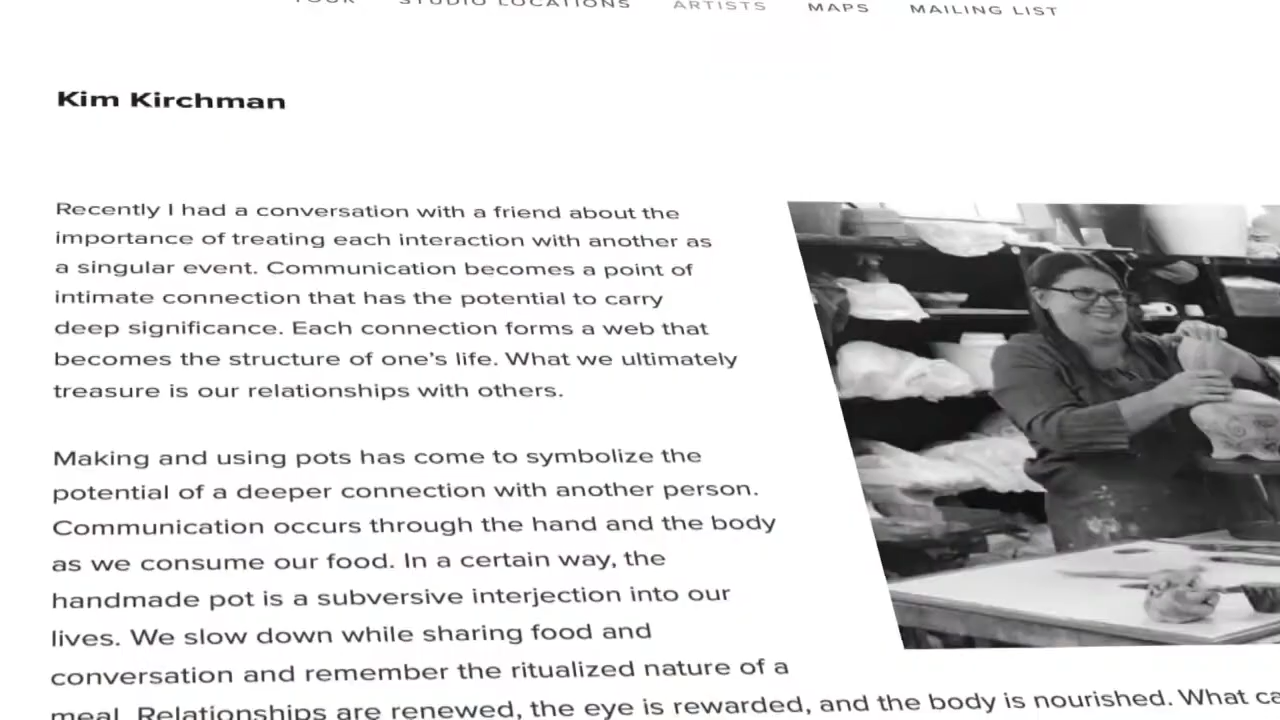 TOUR STUDIO LOCATIONS ARTISTS MAPS MAILING LIST
Kim Kirchman
Recently I had a conversation with a friend about the
importance of treating each interaction with another as
a singular event. Communication becomes a point of
intimate connection that has the potential to carry
deep significance. Each connection forms a web that
becomes the structure of one's life. What we ultimately
treasure is our relationships with others.
Making and using pots has come to symbolize the
potential of a deeper connection with another person.
Communication occurs through the hand and the body
as we consume our food. In a certain way, the
handmade pot is a subversive interjection into our
lives. We slow down while sharing food and
conversation and remember the ritualized nature of a
meal. Relationships are renewed, the eye is rewarded, and the body is nourished. What